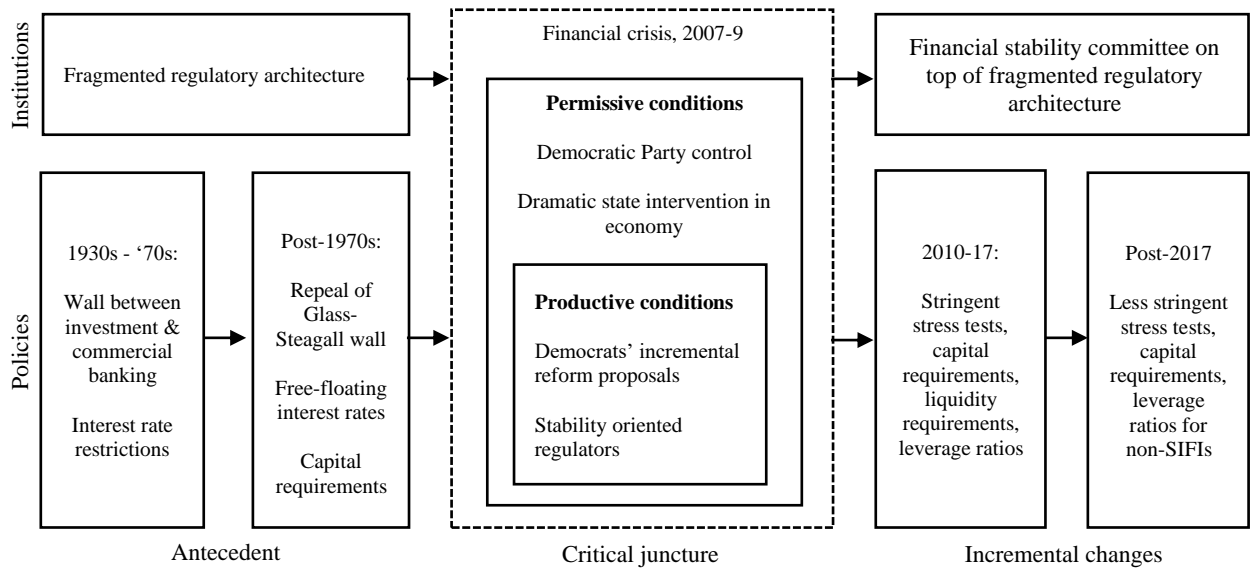 Institutions
Fragmented regulatory architecture
Financial crisis, 2007-9
Permissive conditions
Democratic Party control
Dramatic state intervention in
economy
Productive conditions
Democrats’ incremental
reform proposals
Stability oriented
regulators
Financial stability committee on
top of fragmented regulatory
architecture
Policies
1930s - ‘70s:
Wall between
investment &
commercial
banking
Interest rate
restrictions
Post-1970s:
Repeal of
Glass-
Steagall wall
Free-floating
interest rates
Capital
requirements
2010-17:
Stringent
stress tests,
capital
requirements,
liquidity
requirements,
leverage ratios
Post-2017
Less stringent
stress tests,
capital
requirements,
leverage
ratios for
non-SIFIs
Antecedent
Critical juncture
Incremental changes